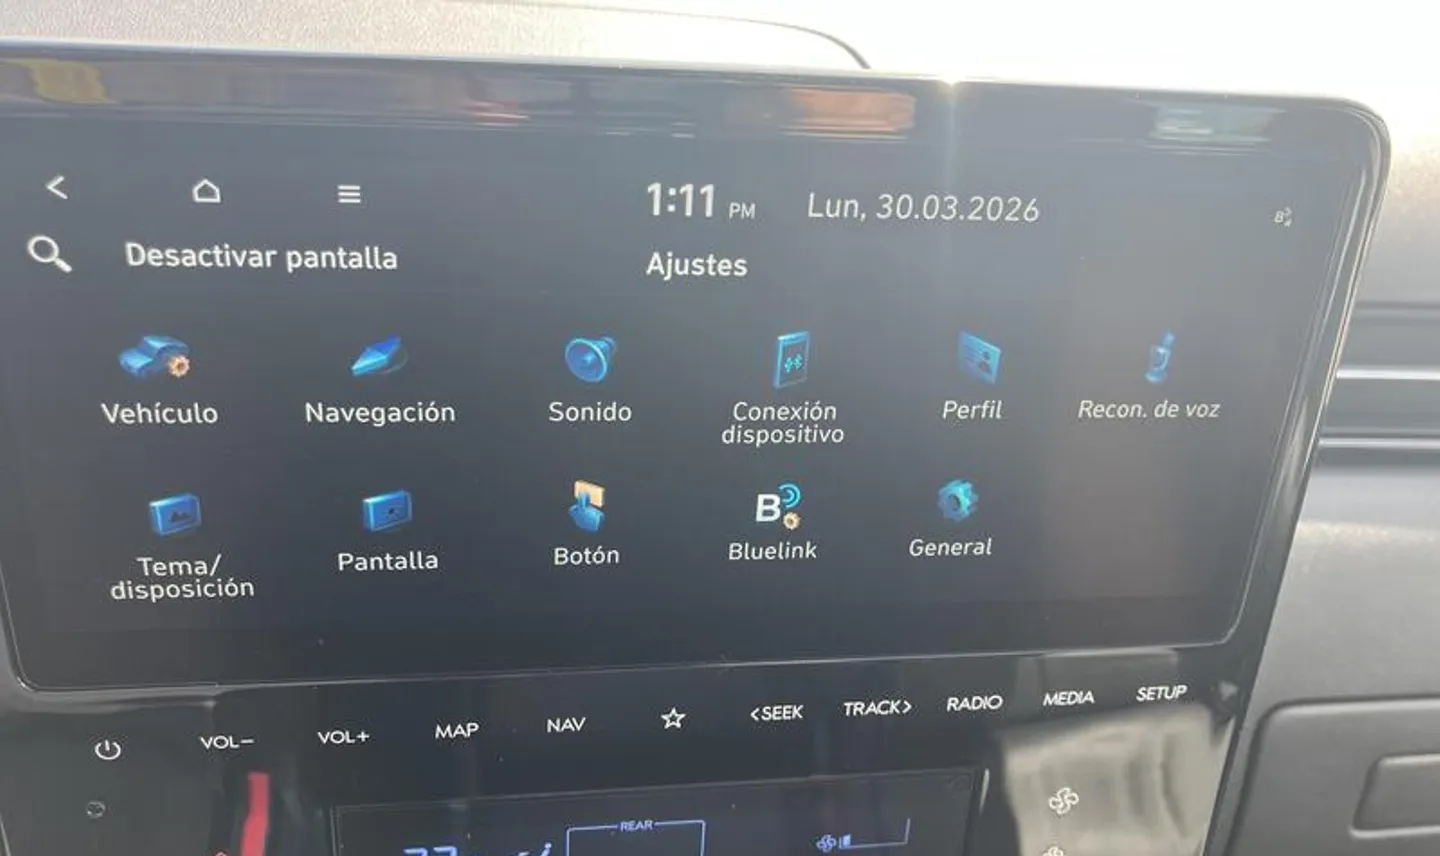 1:11 PM Lun, 30.03.2026
Desactivar pantalla
Ajustes
Vehículo
Navegación
Sonido
Conexión
dispositivo
Perfil
Recon. de voz
Tema/
disposición
Pantalla
Botón
B
Bluelink
General
VOL−
VOL+
MAP
NAV
<SEEK
TRACK>
RADIO
MEDIA
SETUP
REAR